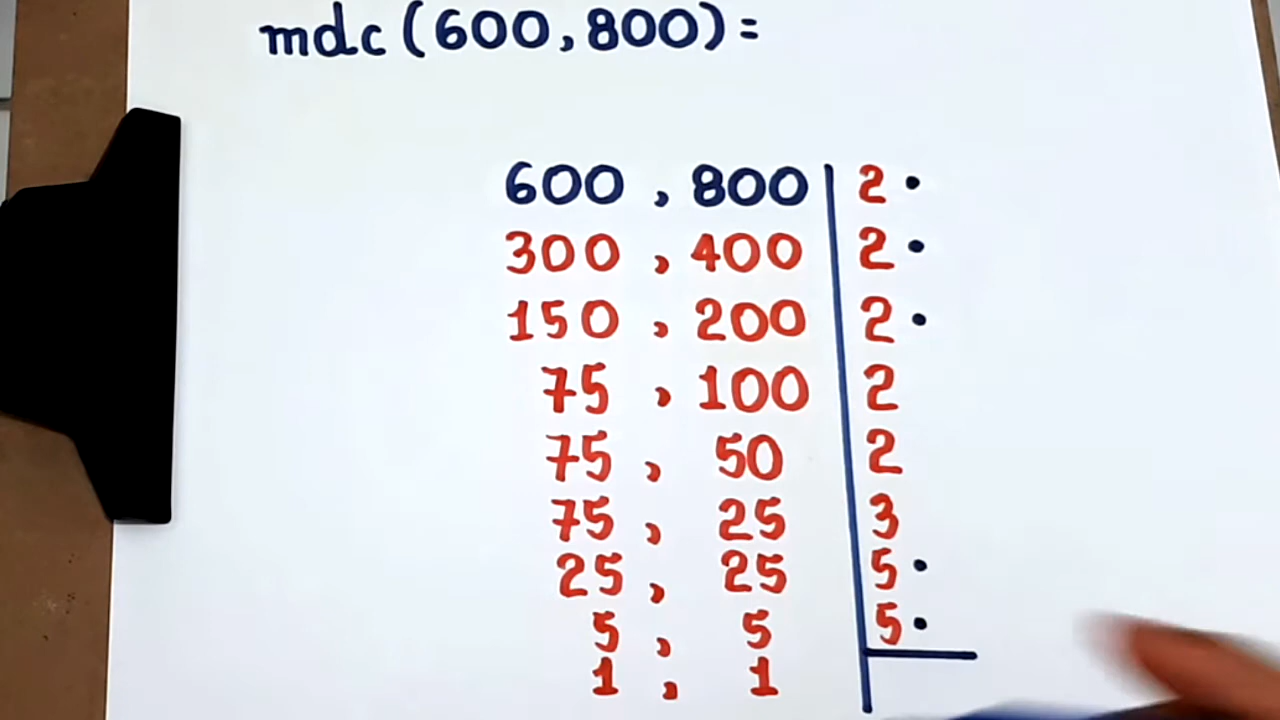 mdc (600,800) =
600 , 800 | 2 •
300 , 400 | 2 •
150 , 200 | 2 •
75 , 100 | 2
75 , 50 | 2
75 , 25 | 3
25 , 25 | 5 •
5 , 5 | 5 •
1 , 1 |